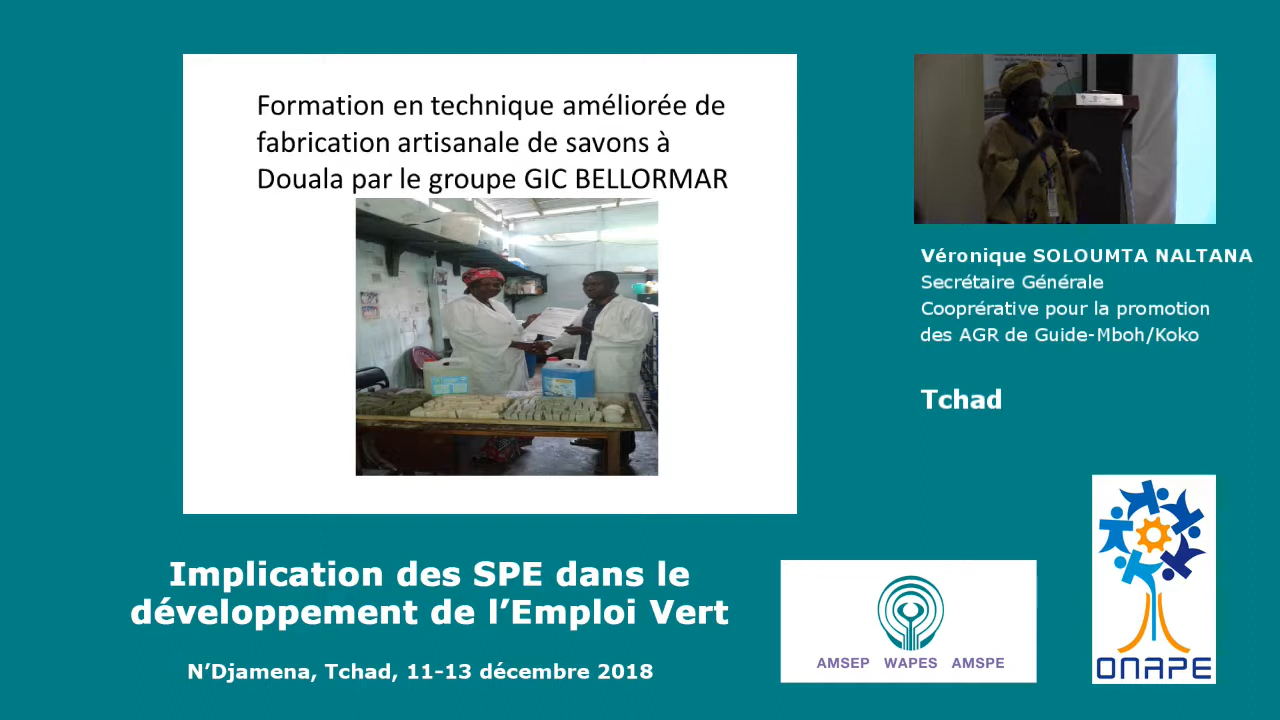 Formation en technique améliorée de
fabrication artisanale de savons à
Douala par le groupe GIC BELLORMAR
Véronique SOLOUMTA NALTANA
Secrétaire Générale
Cooprérative pour la promotion
des AGR de Guide-Mboh/Koko
Tchad
Implication des SPE dans le
développement de l’Emploi Vert
N’Djamena, Tchad, 11-13 décembre 2018
AMSEP WAPES AMSPE
ONAPE